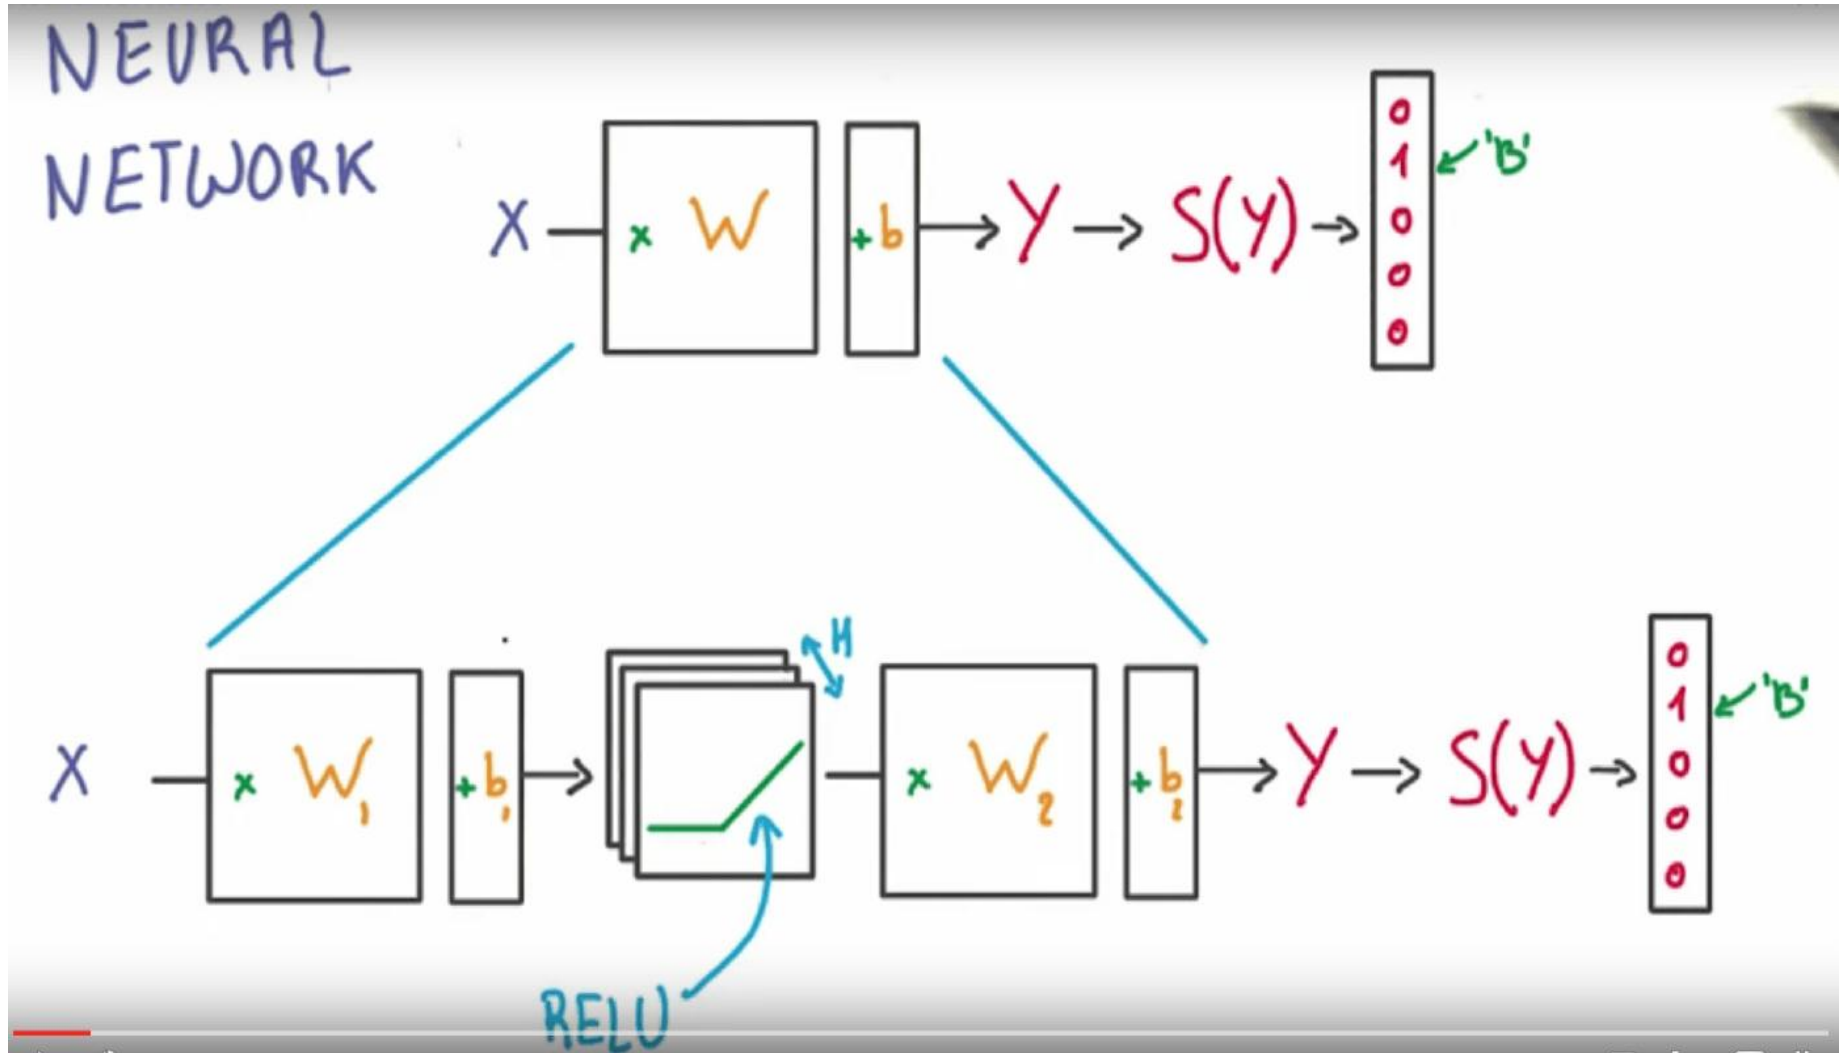 NEURAL
NETWORK
X × W + b → Y → S(Y) →
0
1 'B'
0
0
0
H
X × W1 + b1 → × W2 + b2 → Y → S(Y) →
0
1 'B'
0
0
0
RELU